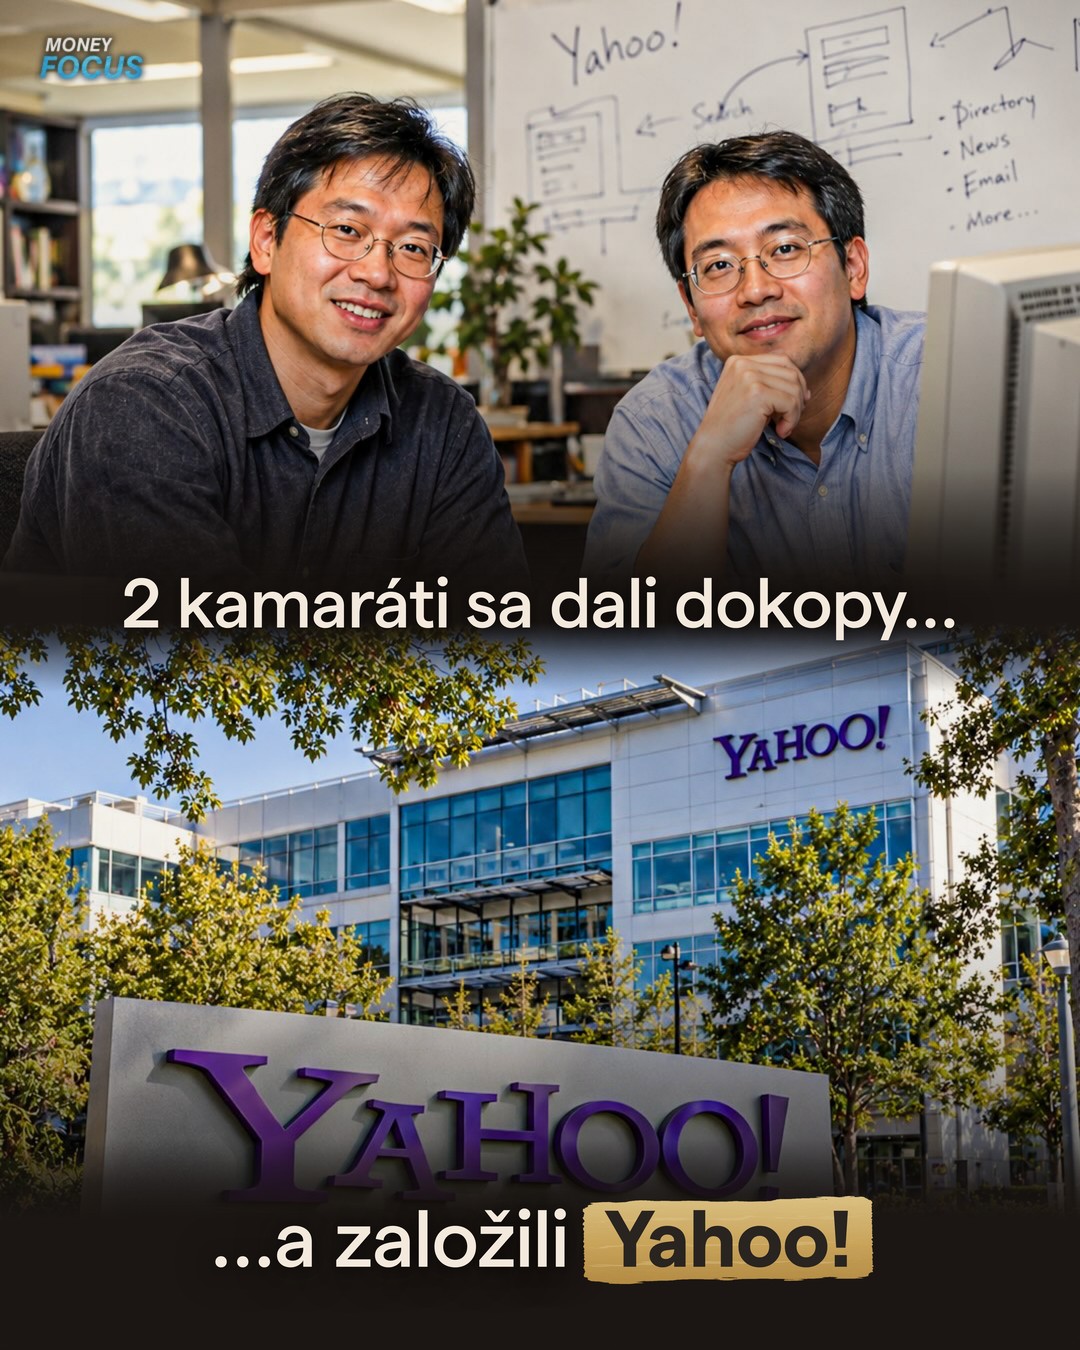 MONEY
FOCUS
Yahoo!
Search
• Directory
• News
• Email
• More...
2 kamaráti sa dali dokopy...
YAHOO!
YAHOO!
...a založili Yahoo!